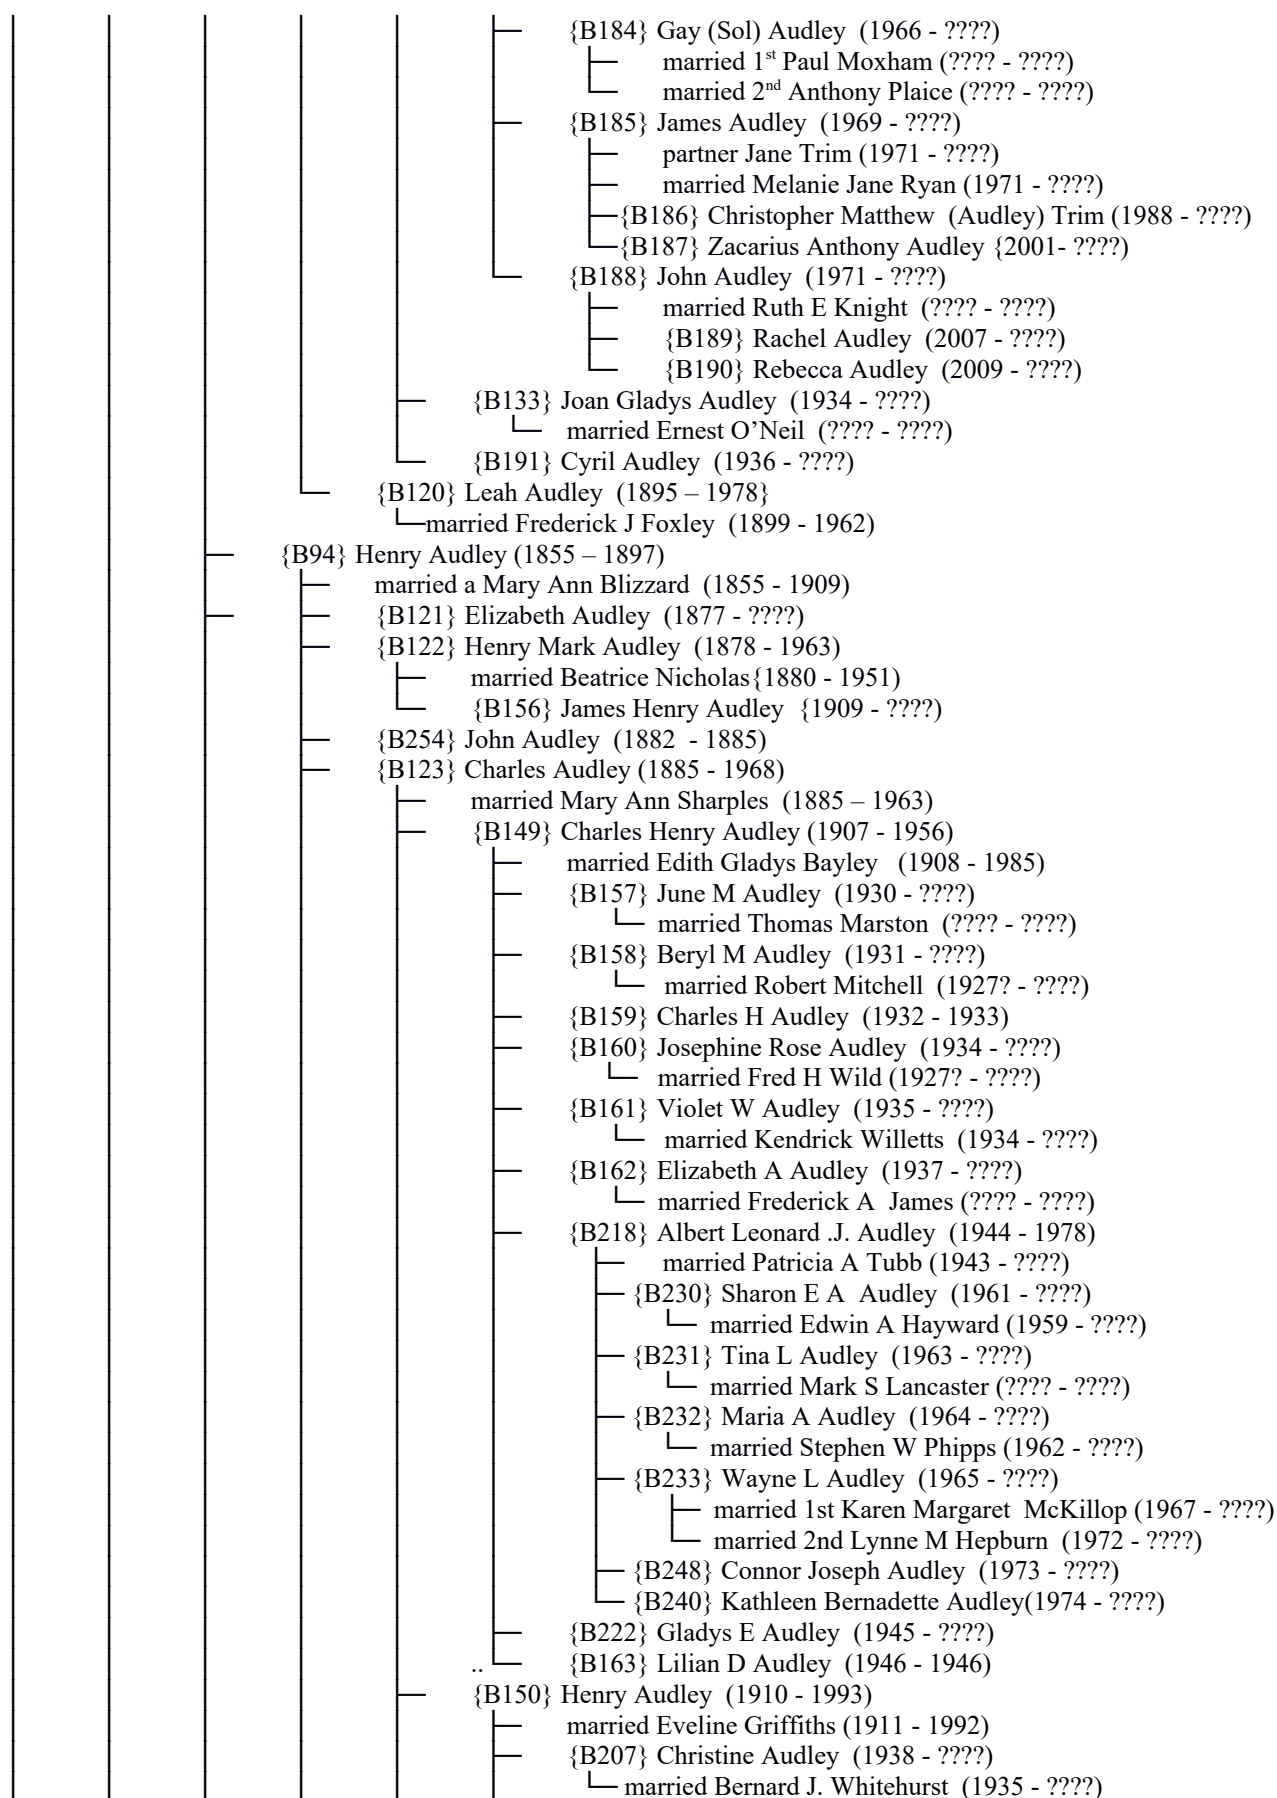 {B184} Gay (Sol) Audley (1966 - ????)
married 1st Paul Moxham (???? - ????)
married 2nd Anthony Plaice (???? - ????)
{B185} James Audley (1969 - ????)
partner Jane Trim (1971 - ????)
married Melanie Jane Ryan (1971 - ????)
{B186} Christopher Matthew (Audley) Trim (1988 - ????)
{B187} Zacarius Anthony Audley {2001- ????)
{B188} John Audley (1971 - ????)
married Ruth E Knight (???? - ????)
{B189} Rachel Audley (2007 - ????)
{B190} Rebecca Audley (2009 - ????)
{B133} Joan Gladys Audley (1934 - ????)
married Ernest O’Neil (???? - ????)
{B191} Cyril Audley (1936 - ????)
{B120} Leah Audley (1895 – 1978}
married Frederick J Foxley (1899 - 1962)
{B94} Henry Audley (1855 – 1897)
married a Mary Ann Blizzard (1855 - 1909)
{B121} Elizabeth Audley (1877 - ????)
{B122} Henry Mark Audley (1878 - 1963)
married Beatrice Nicholas{1880 - 1951)
{B156} James Henry Audley {1909 - ????)
{B254} John Audley (1882 - 1885)
{B123} Charles Audley (1885 - 1968)
married Mary Ann Sharples (1885 – 1963)
{B149} Charles Henry Audley (1907 - 1956)
married Edith Gladys Bayley (1908 - 1985)
{B157} June M Audley (1930 - ????)
married Thomas Marston (???? - ????)
{B158} Beryl M Audley (1931 - ????)
married Robert Mitchell (1927? - ????)
{B159} Charles H Audley (1932 - 1933)
{B160} Josephine Rose Audley (1934 - ????)
married Fred H Wild (1927? - ????)
{B161} Violet W Audley (1935 - ????)
married Kendrick Willetts (1934 - ????)
{B162} Elizabeth A Audley (1937 - ????)
married Frederick A James (???? - ????)
{B218} Albert Leonard .J. Audley (1944 - 1978)
married Patricia A Tubb (1943 - ????)
{B230} Sharon E A Audley (1961 - ????)
married Edwin A Hayward (1959 - ????)
{B231} Tina L Audley (1963 - ????)
married Mark S Lancaster (???? - ????)
{B232} Maria A Audley (1964 - ????)
married Stephen W Phipps (1962 - ????)
{B233} Wayne L Audley (1965 - ????)
married 1st Karen Margaret McKillop (1967 - ????)
married 2nd Lynne M Hepburn (1972 - ????)
{B248} Connor Joseph Audley (1973 - ????)
{B240} Kathleen Bernadette Audley(1974 - ????)
{B222} Gladys E Audley (1945 - ????)
.. {B163} Lilian D Audley (1946 - 1946)
{B150} Henry Audley (1910 - 1993)
married Eveline Griffiths (1911 - 1992)
{B207} Christine Audley (1938 - ????)
married Bernard J. Whitehurst (1935 - ????)